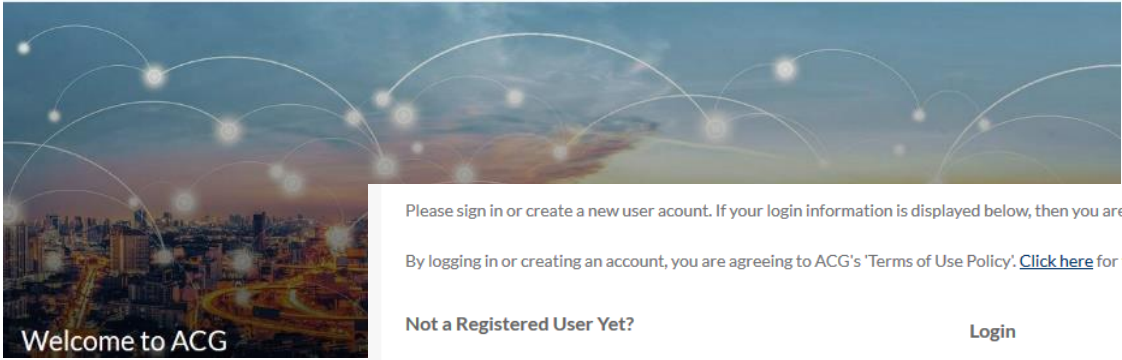 Please sign in or create a new user acount. If your login information is displayed below, then you are
By logging in or creating an account, you are agreeing to ACG's 'Terms of Use Policy'. Click here for
Not a Registered User Yet?
Login
Welcome to ACG